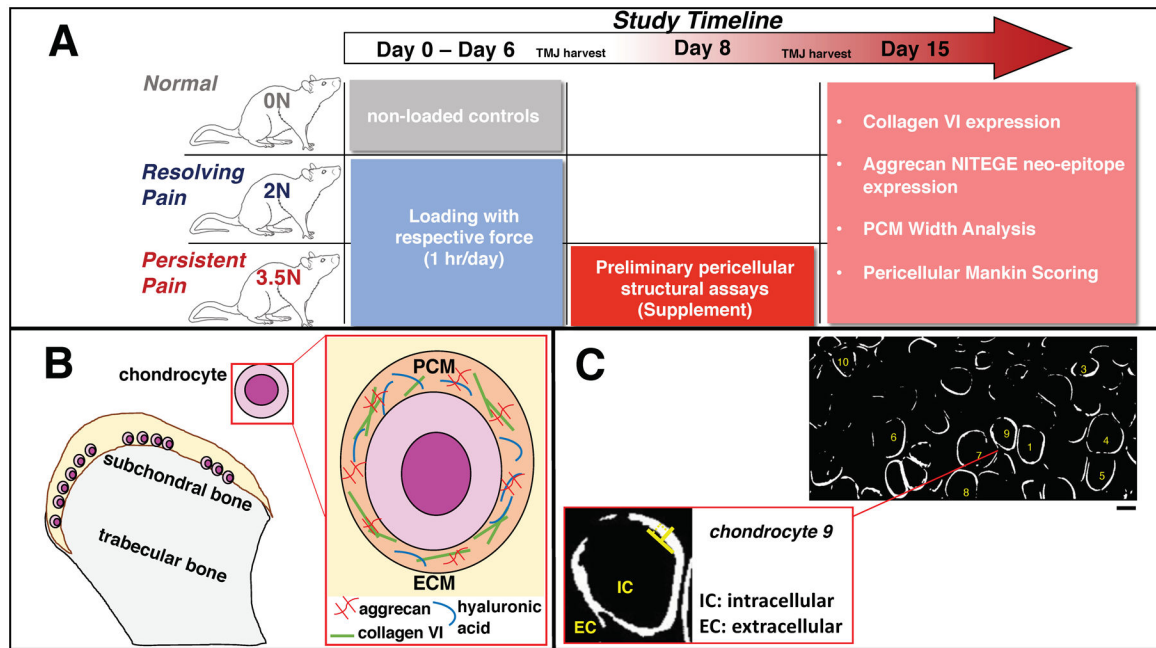 A
Study Timeline
Day 0 – Day 6
TMJ harvest
Day 8
TMJ harvest
Day 15
Normal
0N
non-loaded controls
Resolving
Pain
2N
Loading with
respective force
(1 hr/day)
Persistent
Pain
3.5N
Preliminary pericellular
structural assays
(Supplement)
• Collagen VI expression
• Aggrecan NITEGE neo-epitope
expression
• PCM Width Analysis
• Pericellular Mankin Scoring
B
chondrocyte
subchondral bone
trabecular bone
PCM
ECM
aggrecan
hyaluronic
acid
collagen VI
C
10
3
6
9
1
4
7
5
8
chondrocyte 9
IC
EC
IC: intracellular
EC: extracellular